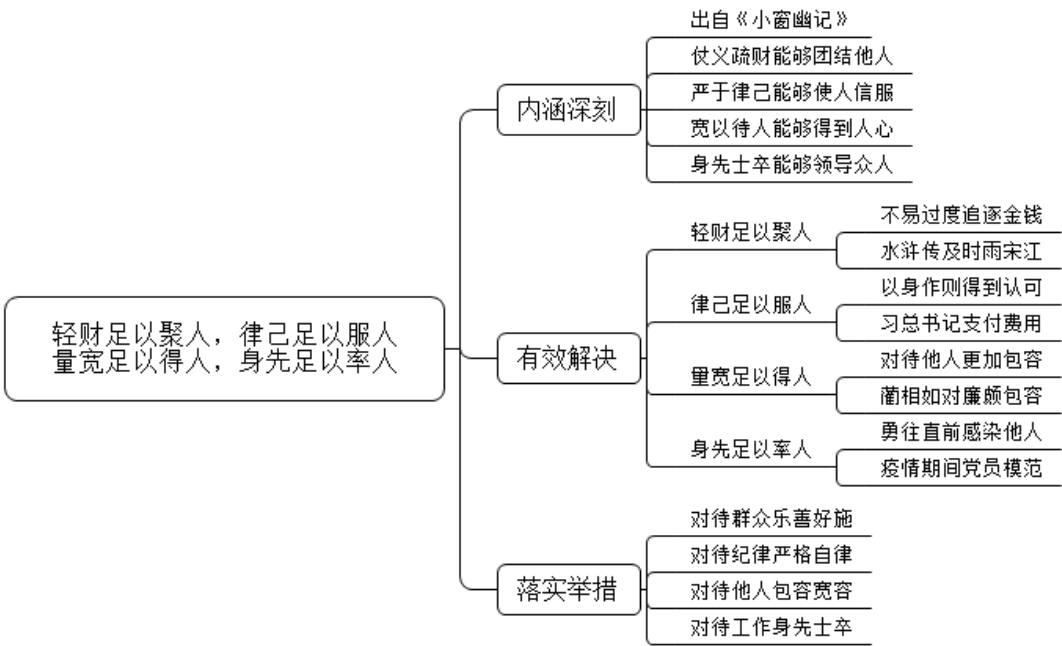 轻财足以聚人，律己足以服人
量宽足以得人，身先足以率人
内涵深刻
出自《小窗幽记》
仗义疏财能够团结他人
严于律己能够使人信服
宽以待人能够得到人心
身先士卒能够领导众人
有效解决
轻财足以聚人
不易过度追逐金钱
水浒传及时雨宋江
律己足以服人
以身作则得到认可
习总书记支付费用
量宽足以得人
对待他人更加包容
蔺相如对廉颇包容
身先足以率人
勇往直前感染他人
疫情期间党员模范
落实举措
对待群众乐善好施
对待纪律严格自律
对待他人包容宽容
对待工作身先士卒